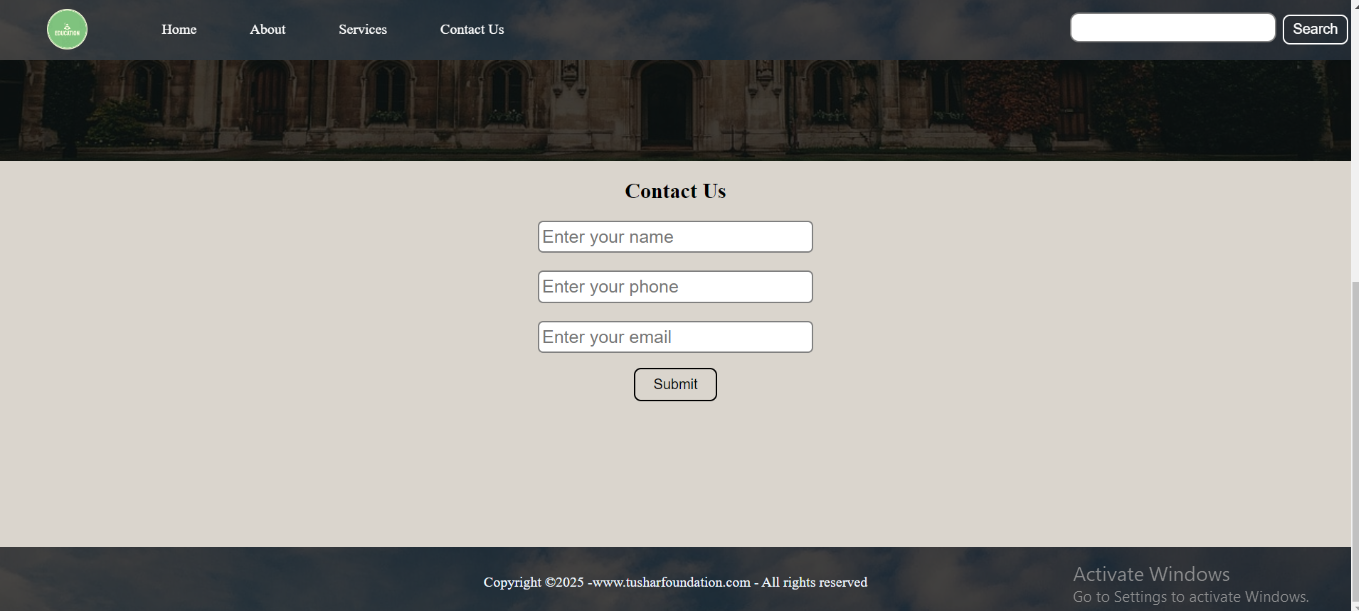 EDUCATION
Home
About
Services
Contact Us
Search
Contact Us
Enter your name
Enter your phone
Enter your email
Submit
Copyright ©2025 -www.tusharfoundation.com - All rights reserved
Activate Windows
Go to Settings to activate Windows.